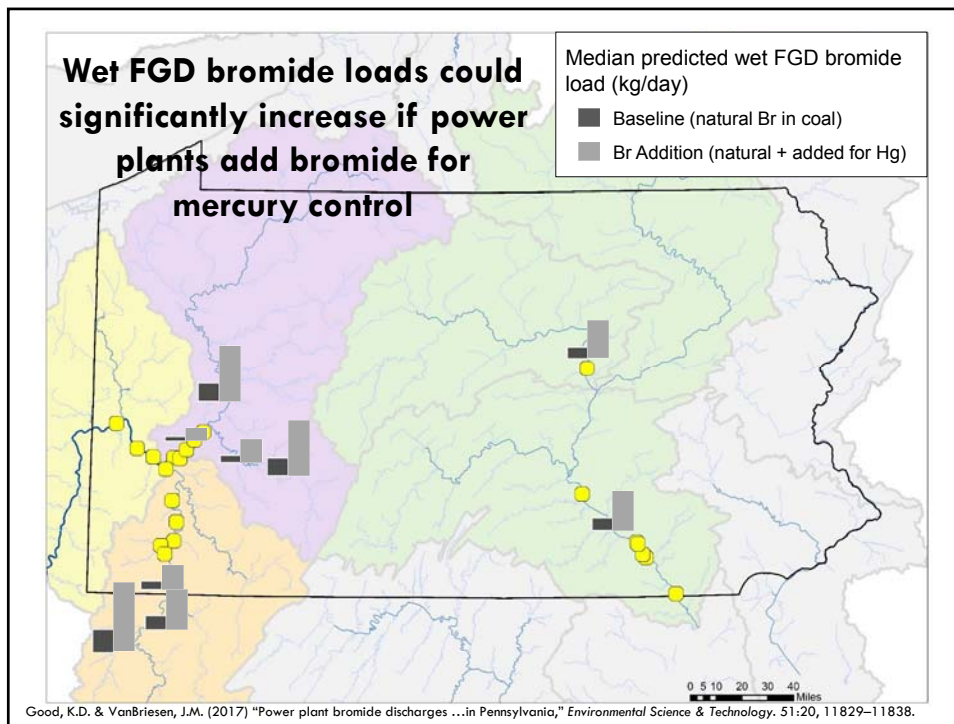 Wet FGD bromide loads could
significantly increase if power
plants add bromide for
mercury control
Median predicted wet FGD bromide
load (kg/day)
Baseline (natural Br in coal)
Br Addition (natural + added for Hg)
0 5 10 20 30 40
Miles
Good, K.D. & VanBriesen, J.M. (2017) “Power plant bromide discharges …in Pennsylvania,” Environmental Science & Technology. 51:20, 11829–11838.